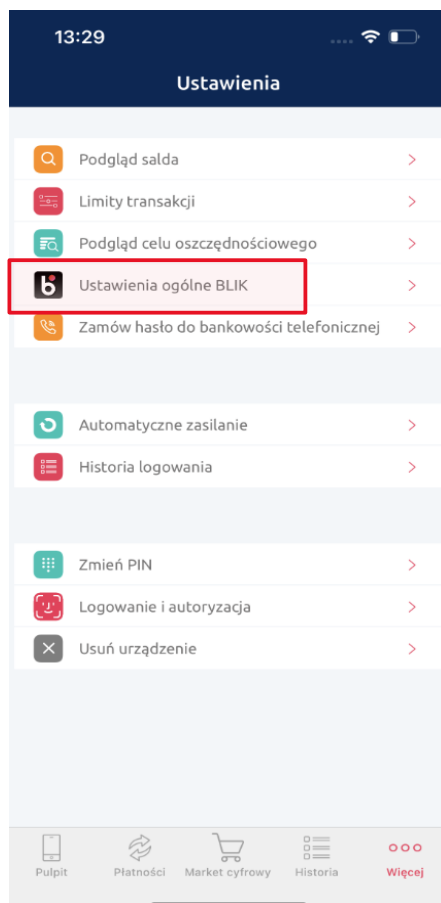 13:29
Ustawienia
Podgląd salda
Limity transakcji
Podgląd celu oszczędnościowego
Ustawienia ogólne BLIK
Zamów hasło do bankowości telefonicznej
Automatyczne zasilanie
Historia logowania
Zmień PIN
Logowanie i autoryzacja
Usuń urządzenie
Pulpit Płatności Market cyfrowy Historia Więcej